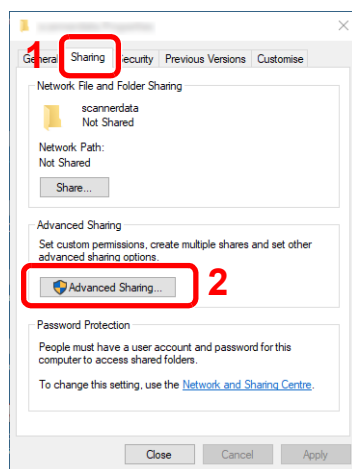 1
General Sharing Security Previous Versions Customise
Network File and Folder Sharing
scannerdata
Not Shared
Network Path:
Not Shared
Share...
Advanced Sharing
Set custom permissions, create multiple shares and set other
advanced sharing options.
Advanced Sharing...
2
Password Protection
People must have a user account and password for this
computer to access shared folders.
To change this setting, use the Network and Sharing Centre.
Close Cancel Apply